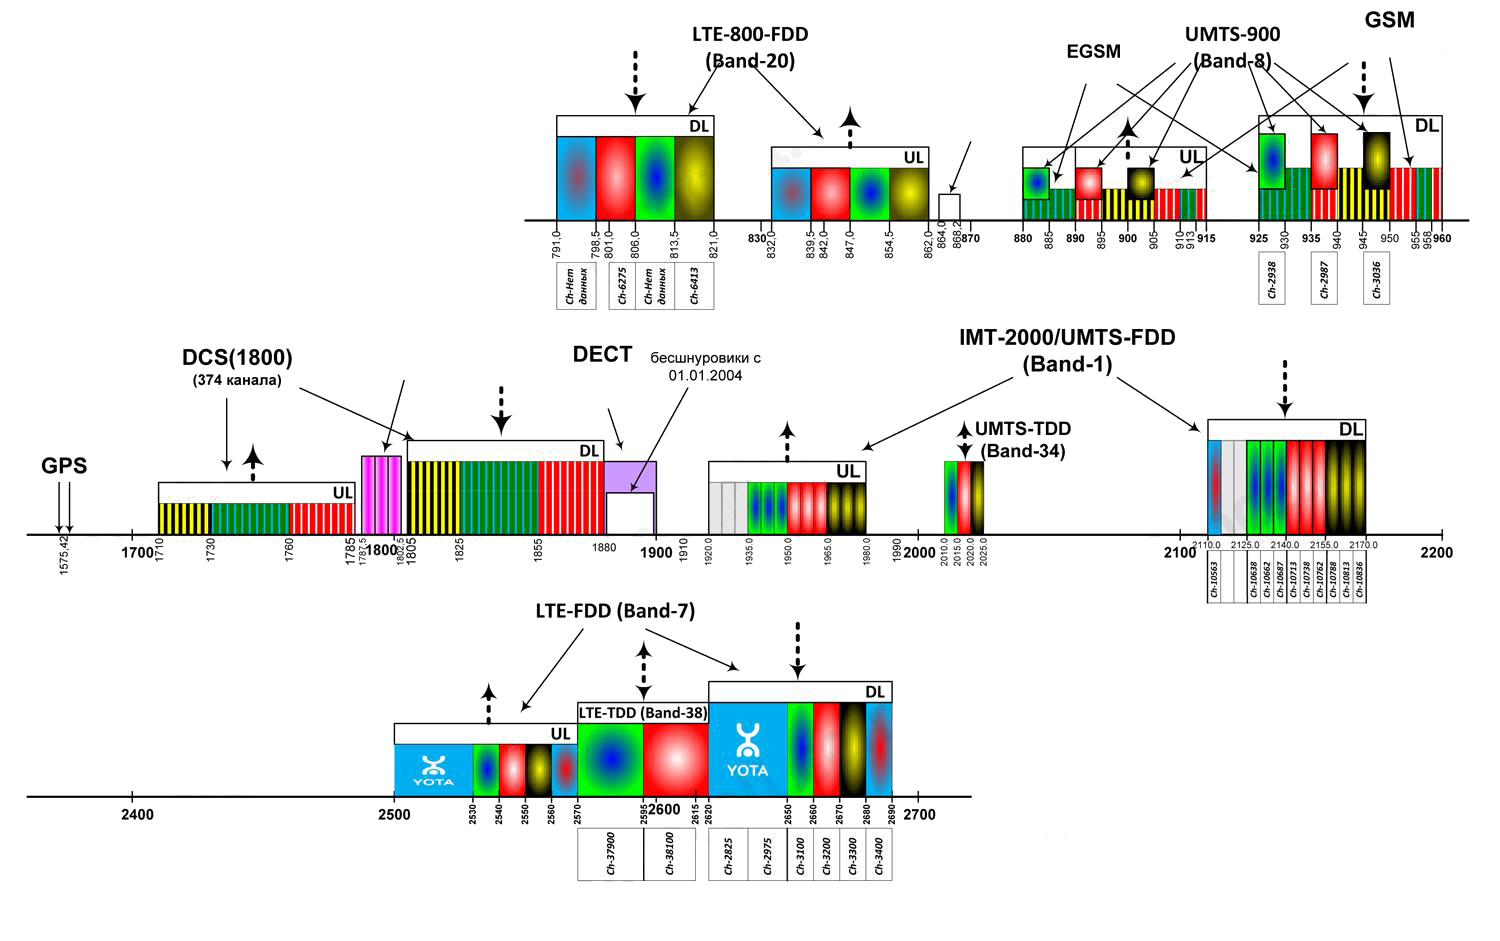 LTE-800-FDD
(Band-20)
EGSM
UMTS-900
(Band-8)
GSM
DL
UL
UL
DL
791,0
798,5
801,0
806,0
813,5
821,0
830
832,0
839,5
842,0
847,0
854,5
862,0
864,0
868,2
870
880
885
890
895
900
905
910
913
915
925
930
935
940
945
950
955
958
960
Ch-Нет данных
Ch-6275
Ch-Нет данных
Ch-6413
Ch-2938
Ch-2987
Ch-3036
DCS(1800)
(374 канала)
DECT
бесшнуровики с
01.01.2004
IMT-2000/UMTS-FDD
(Band-1)
GPS
UL
DL
UL
UMTS-TDD
(Band-34)
DL
1575,42
1700
1710
1730
1760
1785
1787,5
1800
1802,5
1805
1825
1855
1880
1900
1910
1920.0
1935.0
1950.0
1965.0
1980.0
1990
2000
2010.0
2015.0
2020.0
2025.0
2100
2110.0
2125.0
2140.0
2155.0
2170.0
2200
Ch-10563
Ch-10638
Ch-10662
Ch-10687
Ch-10713
Ch-10738
Ch-10762
Ch-10788
Ch-10813
Ch-10836
LTE-FDD (Band-7)
UL
LTE-TDD (Band-38)
DL
YOTA
YOTA
2400
2500
2530
2540
2550
2560
2570
2595
2600
2615
2620
2650
2660
2670
2680
2690
2700
Ch-37900
Ch-38100
Ch-2825
Ch-2975
Ch-3100
Ch-3200
Ch-3300
Ch-3400